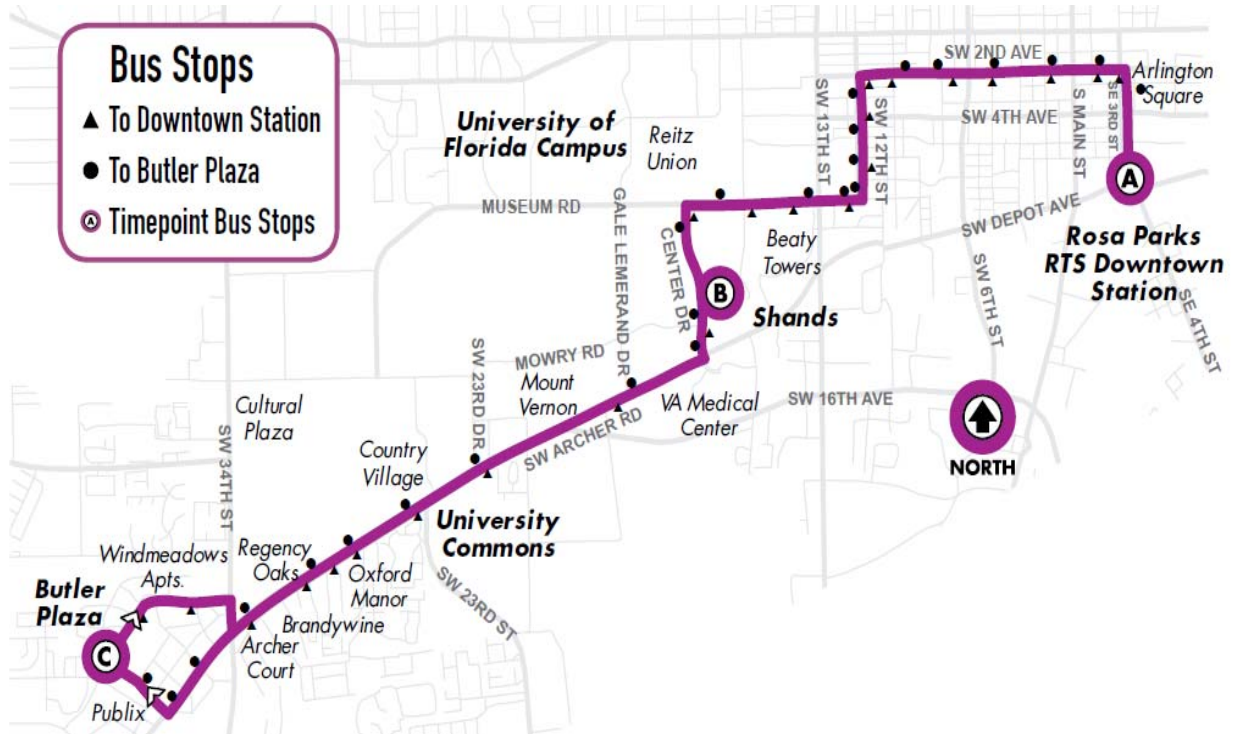 Bus Stops
To Downtown Station
To Butler Plaza
A Timepoint Bus Stops
SW 2ND AVE
Arlington
Square
SE 3RD ST
S MAIN ST
SW 4TH AVE
SW 13TH ST
SW 12TH ST
University of
Florida Campus
Reitz
Union
A
MUSEUM RD
GALE LEMERAND DR
CENTER DR
SW DEPOT AVE
Beaty
Towers
Rosa Parks
RTS Downtown
Station
B
Shands
SW 6TH ST
SE 4TH ST
MOWRY RD
Mount
Vernon
SW 23RD DR
VA Medical
Center
SW 16TH AVE
SW ARCHER RD
NORTH
Cultural
Plaza
SW 34TH ST
Country
Village
University
Commons
Windmeadows
Apts.
Regency
Oaks
Oxford
Manor
SW 23RD ST
Butler
Plaza
Brandywine
Archer
Court
C
Publix